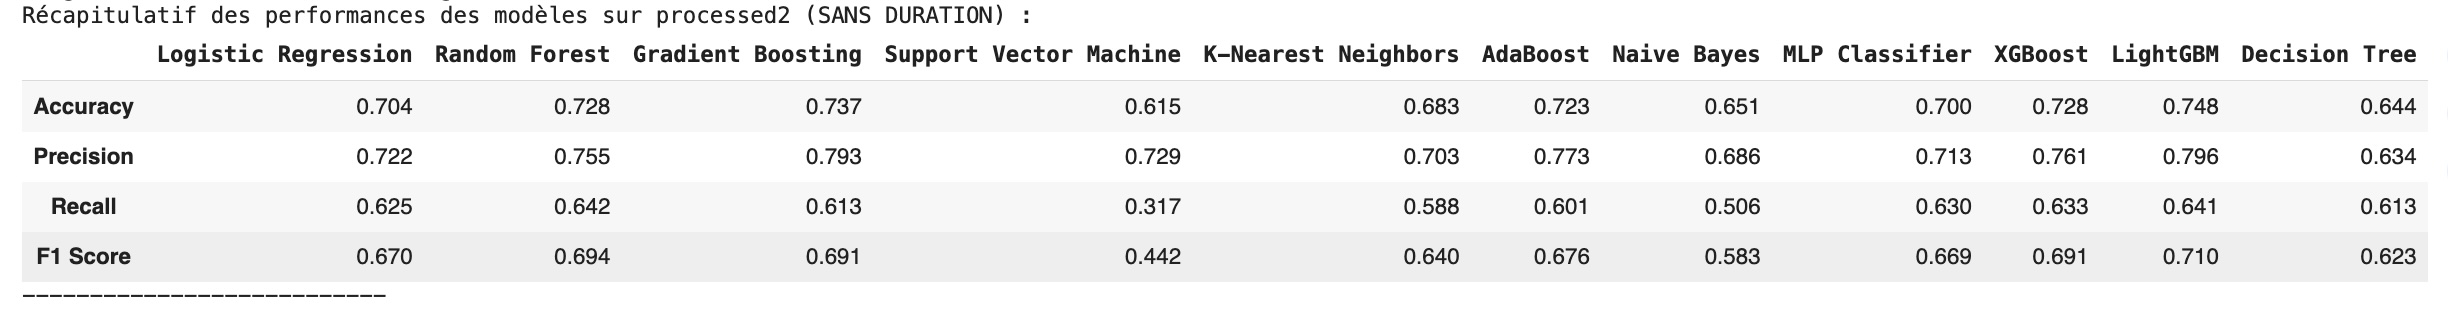 Récapitulatif des performances des modèles sur processed2 (SANS DURATION) :
Logistic Regression Random Forest Gradient Boosting Support Vector Machine K-Nearest Neighbors AdaBoost Naive Bayes MLP Classifier XGBoost LightGBM Decision Tree
Accuracy 0.704 0.728 0.737 0.615 0.683 0.723 0.651 0.700 0.728 0.748 0.644
Precision 0.722 0.755 0.793 0.729 0.703 0.773 0.686 0.713 0.761 0.796 0.634
Recall 0.625 0.642 0.613 0.317 0.588 0.601 0.506 0.630 0.633 0.641 0.613
F1 Score 0.670 0.694 0.691 0.442 0.640 0.676 0.583 0.669 0.691 0.710 0.623
---------------------------